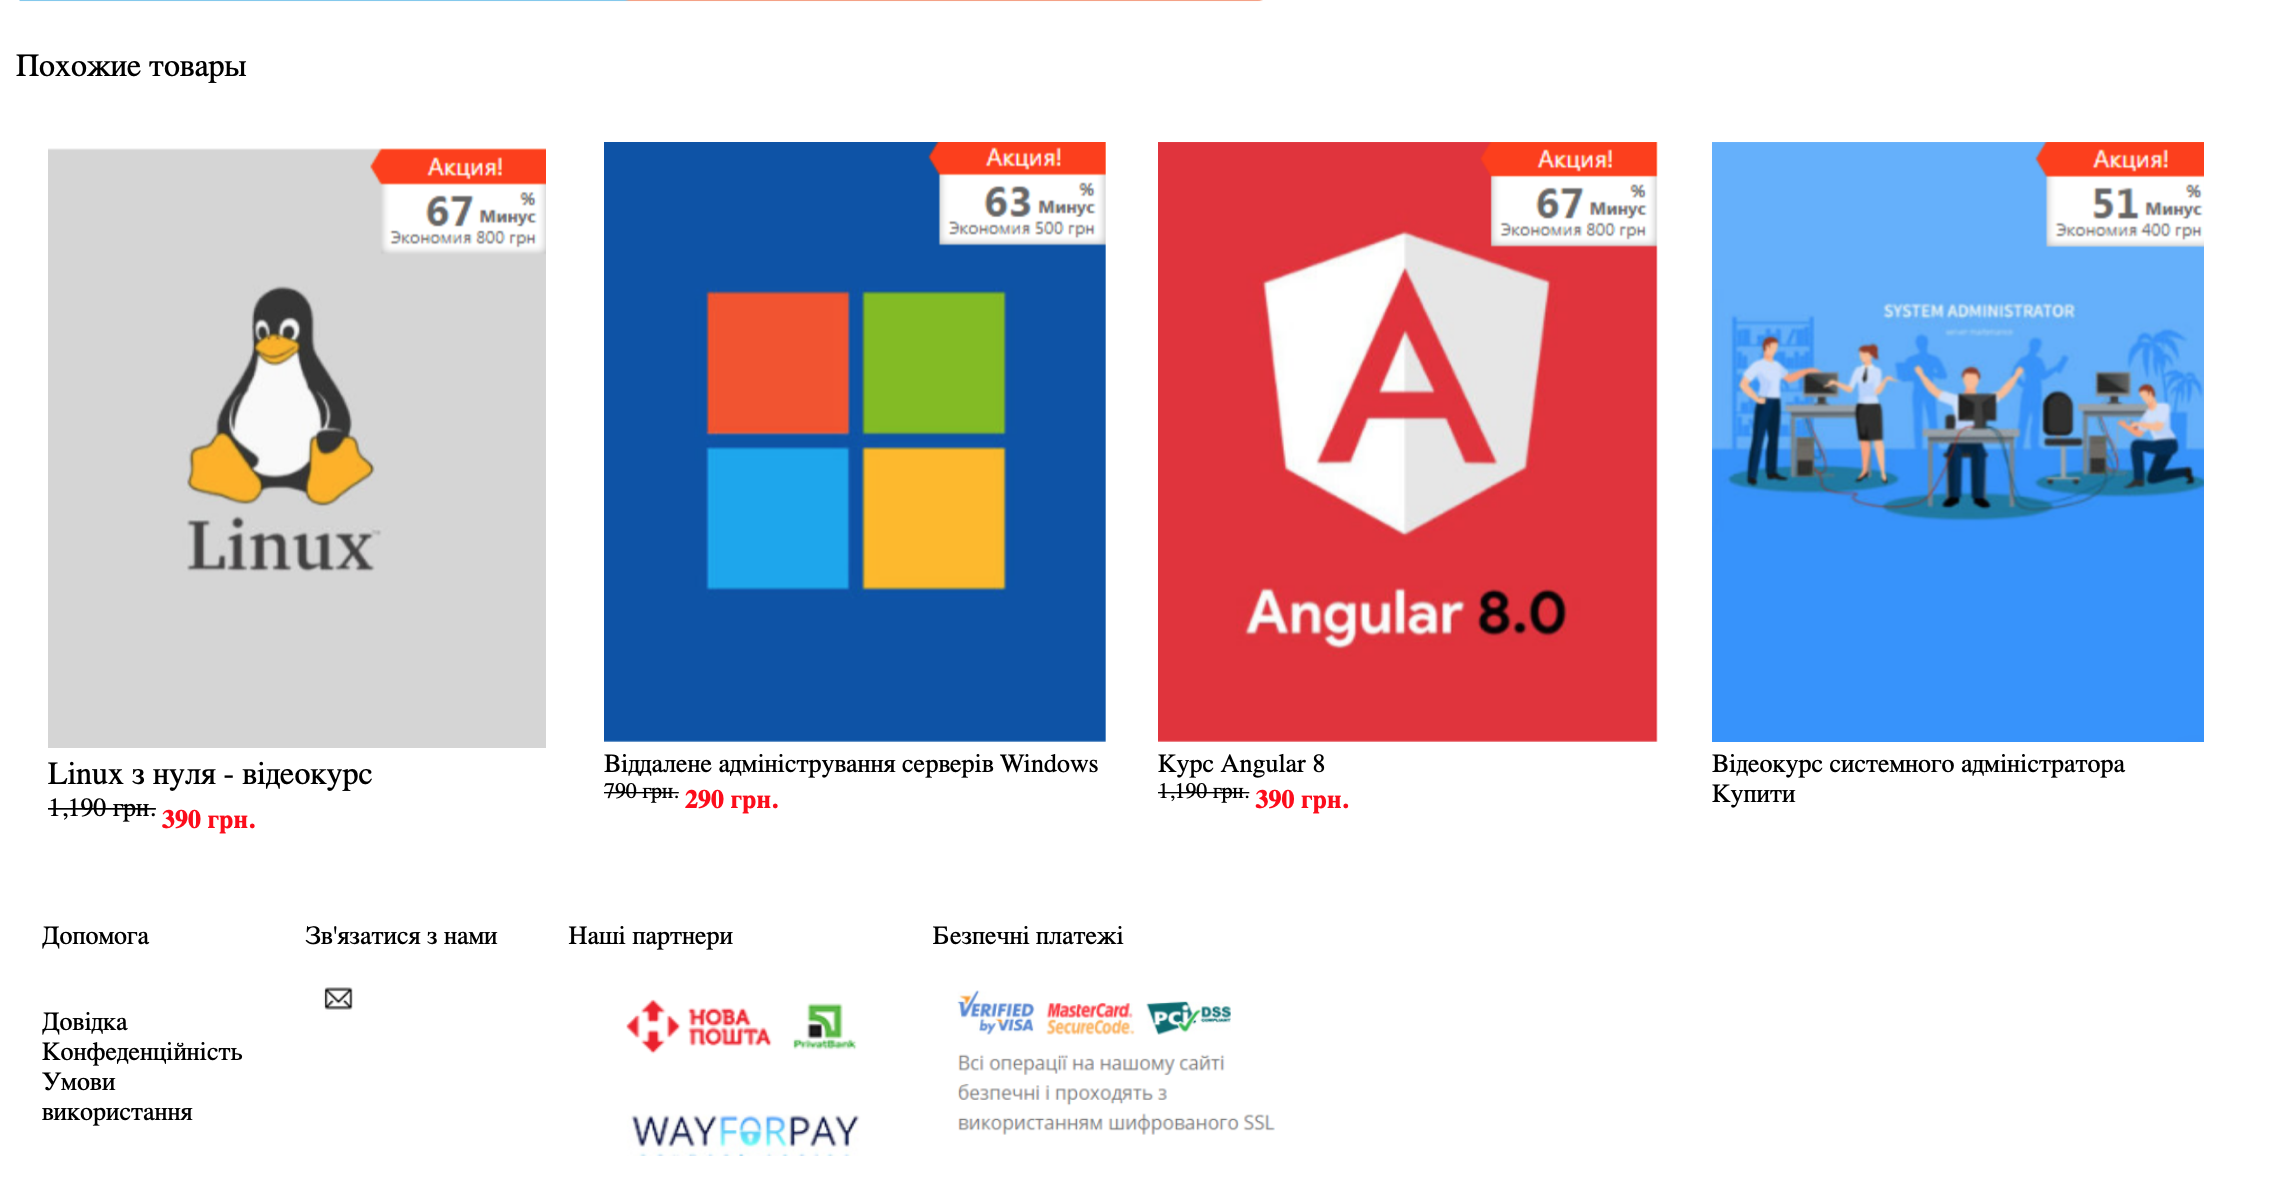 Похожие товары
Акция!
67 % Минус
Экономия 800 грн
Linux
Linux з нуля - відеокурс
1,190 грн. 390 грн.
Акция!
63 % Минус
Экономия 500 грн
Віддалене адміністрування серверів Windows
790 грн. 290 грн.
Акция!
67 % Минус
Экономия 800 грн
Angular 8.0
Курс Angular 8
1,190 грн. 390 грн.
Акция!
51 % Минус
Экономия 400 грн
SYSTEM ADMINISTRATOR
Відеокурс системного адміністратора
Купити
Допомога
Довідка
Конфеденційність
Умови
використання
Зв'язатися з нами
Наші партнери
НОВА
ПОШТА
PrivatBank
WAYFORPAY
Безпечні платежі
VERIFIED
by VISA
MasterCard.
SecureCode.
PCI DSS
Всі операції на нашому сайті
безпечні і проходять з
використанням шифрованого SSL